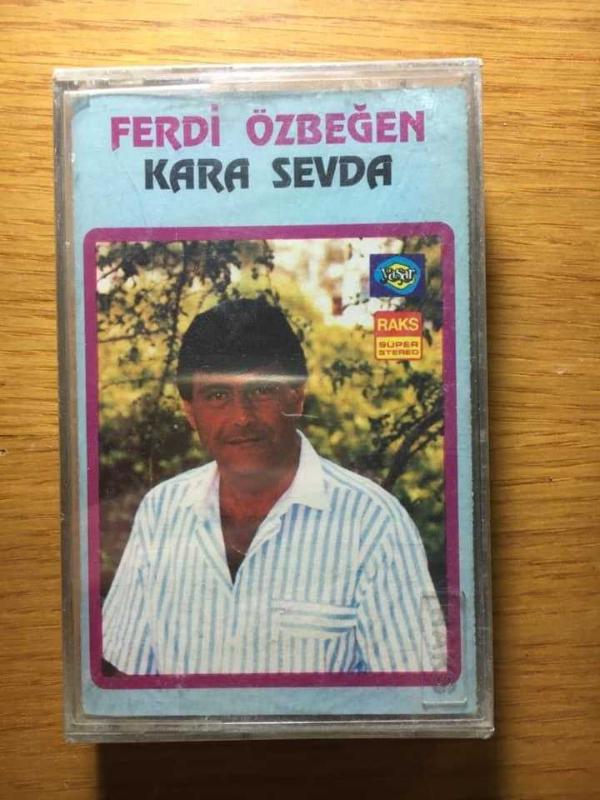 FERDİ ÖZBEĞEN
KARA SEVDA
yaşar
RAKS
SÜPER
STEREO